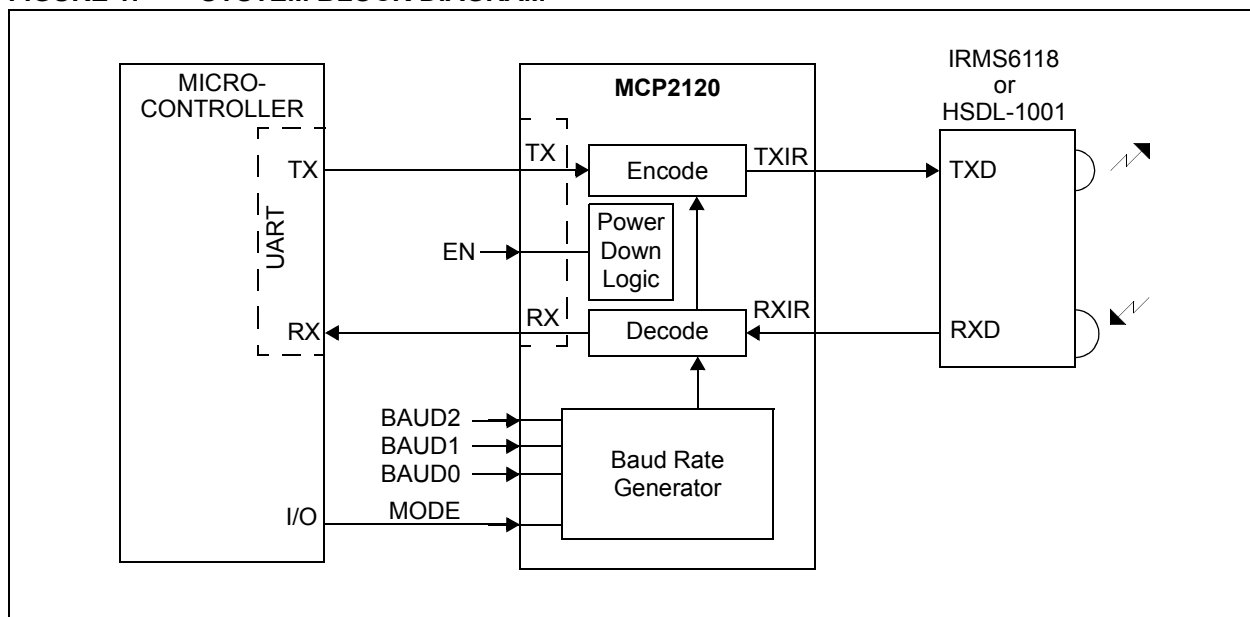 MICRO-
CONTROLLER
UART
TX
RX
I/O
EN
BAUD2
BAUD1
BAUD0
MODE
MCP2120
TX
Encode
TXIR
Power
Down
Logic
RX
Decode
RXIR
Baud Rate
Generator
IRMS6118
or
HSDL-1001
TXD
RXD